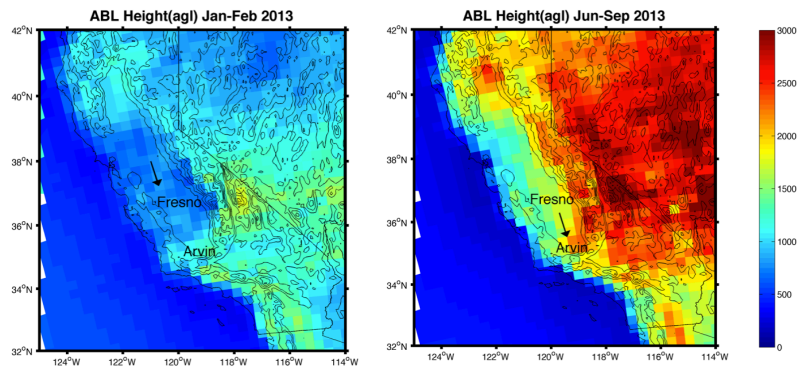 ABL Height(agl) Jan-Feb 2013
42°N
40°N
38°N
36°N
34°N
32°N
124°W
122°W
120°W
118°W
116°W
114°W
Fresno
Arvin
ABL Height(agl) Jun-Sep 2013
42°N
40°N
38°N
36°N
34°N
32°N
124°W
122°W
120°W
118°W
116°W
114°W
Fresno
Arvin
3000
2500
2000
1500
1000
500
0